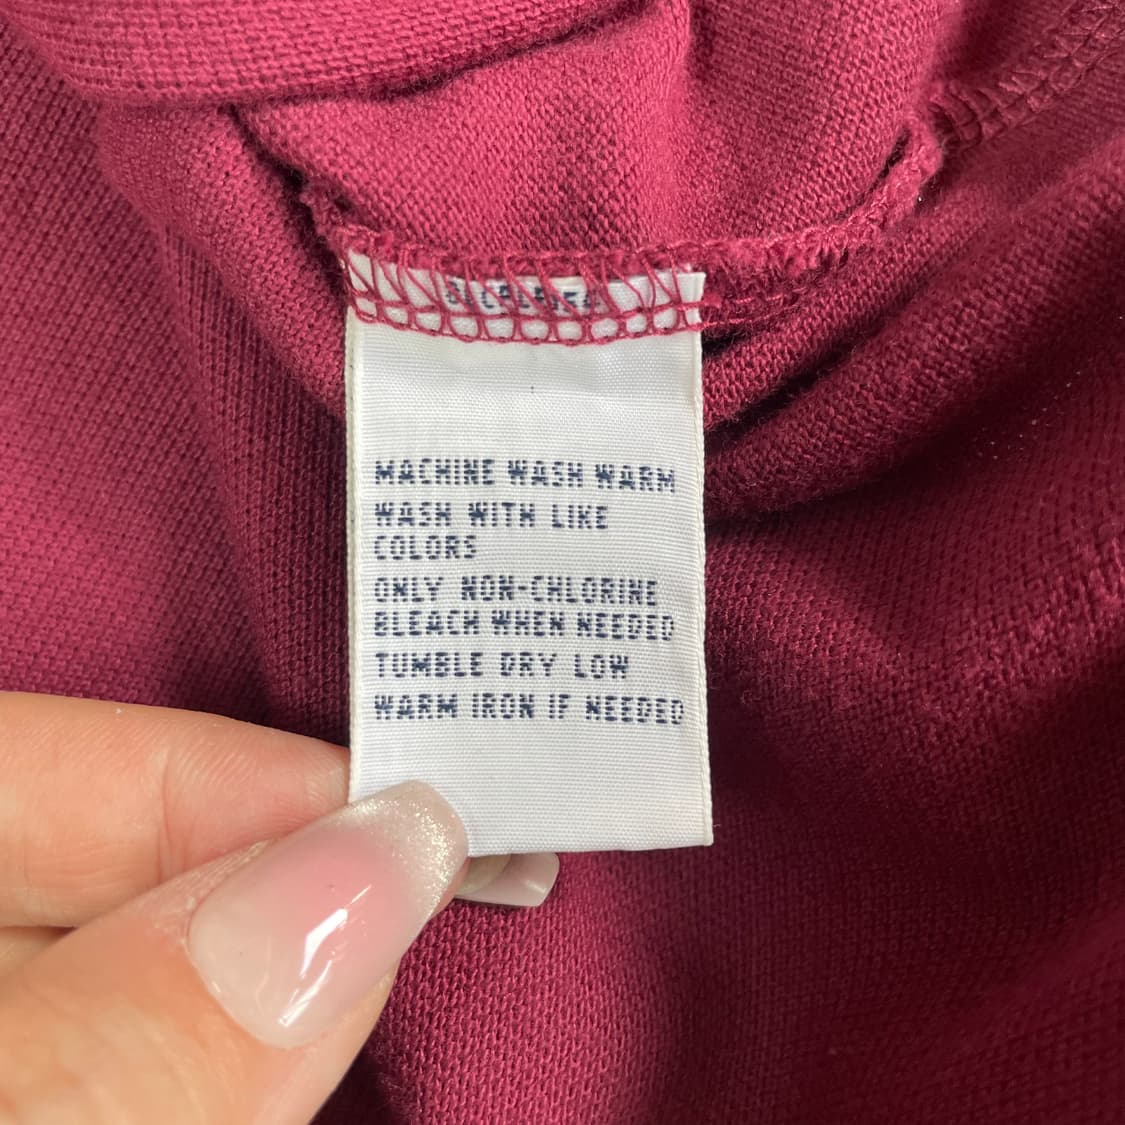 MACHINE WASH WARM
WASH WITH LIKE
COLORS
ONLY NON-CHLORINE
BLEACH WHEN NEEDED
TUMBLE DRY LOW
WARM IRON IF NEEDED